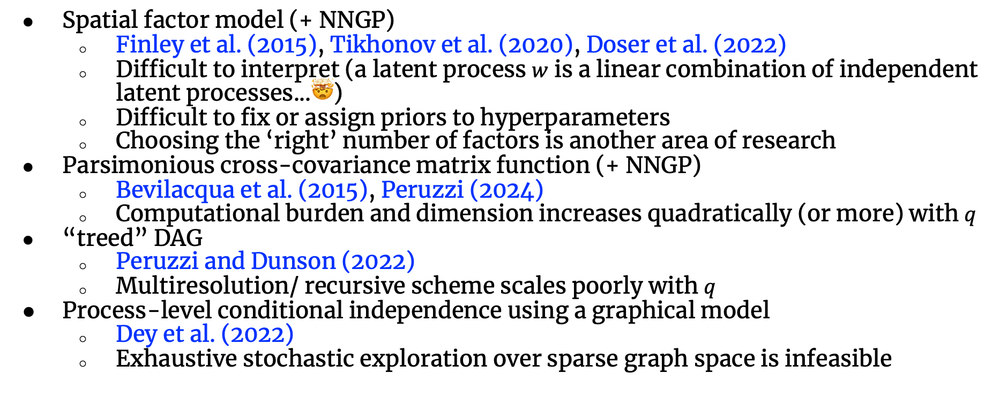 ● Spatial factor model (+ NNGP)
○ Finley et al. (2015), Tikhonov et al. (2020), Doser et al. (2022)
○ Difficult to interpret (a latent process w is a linear combination of independent
latent processes...🤯)
○ Difficult to fix or assign priors to hyperparameters
○ Choosing the ‘right’ number of factors is another area of research
● Parsimonious cross-covariance matrix function (+ NNGP)
○ Bevilacqua et al. (2015), Peruzzi (2024)
○ Computational burden and dimension increases quadratically (or more) with q
● “treed” DAG
○ Peruzzi and Dunson (2022)
○ Multiresolution/ recursive scheme scales poorly with q
● Process-level conditional independence using a graphical model
○ Dey et al. (2022)
○ Exhaustive stochastic exploration over sparse graph space is infeasible